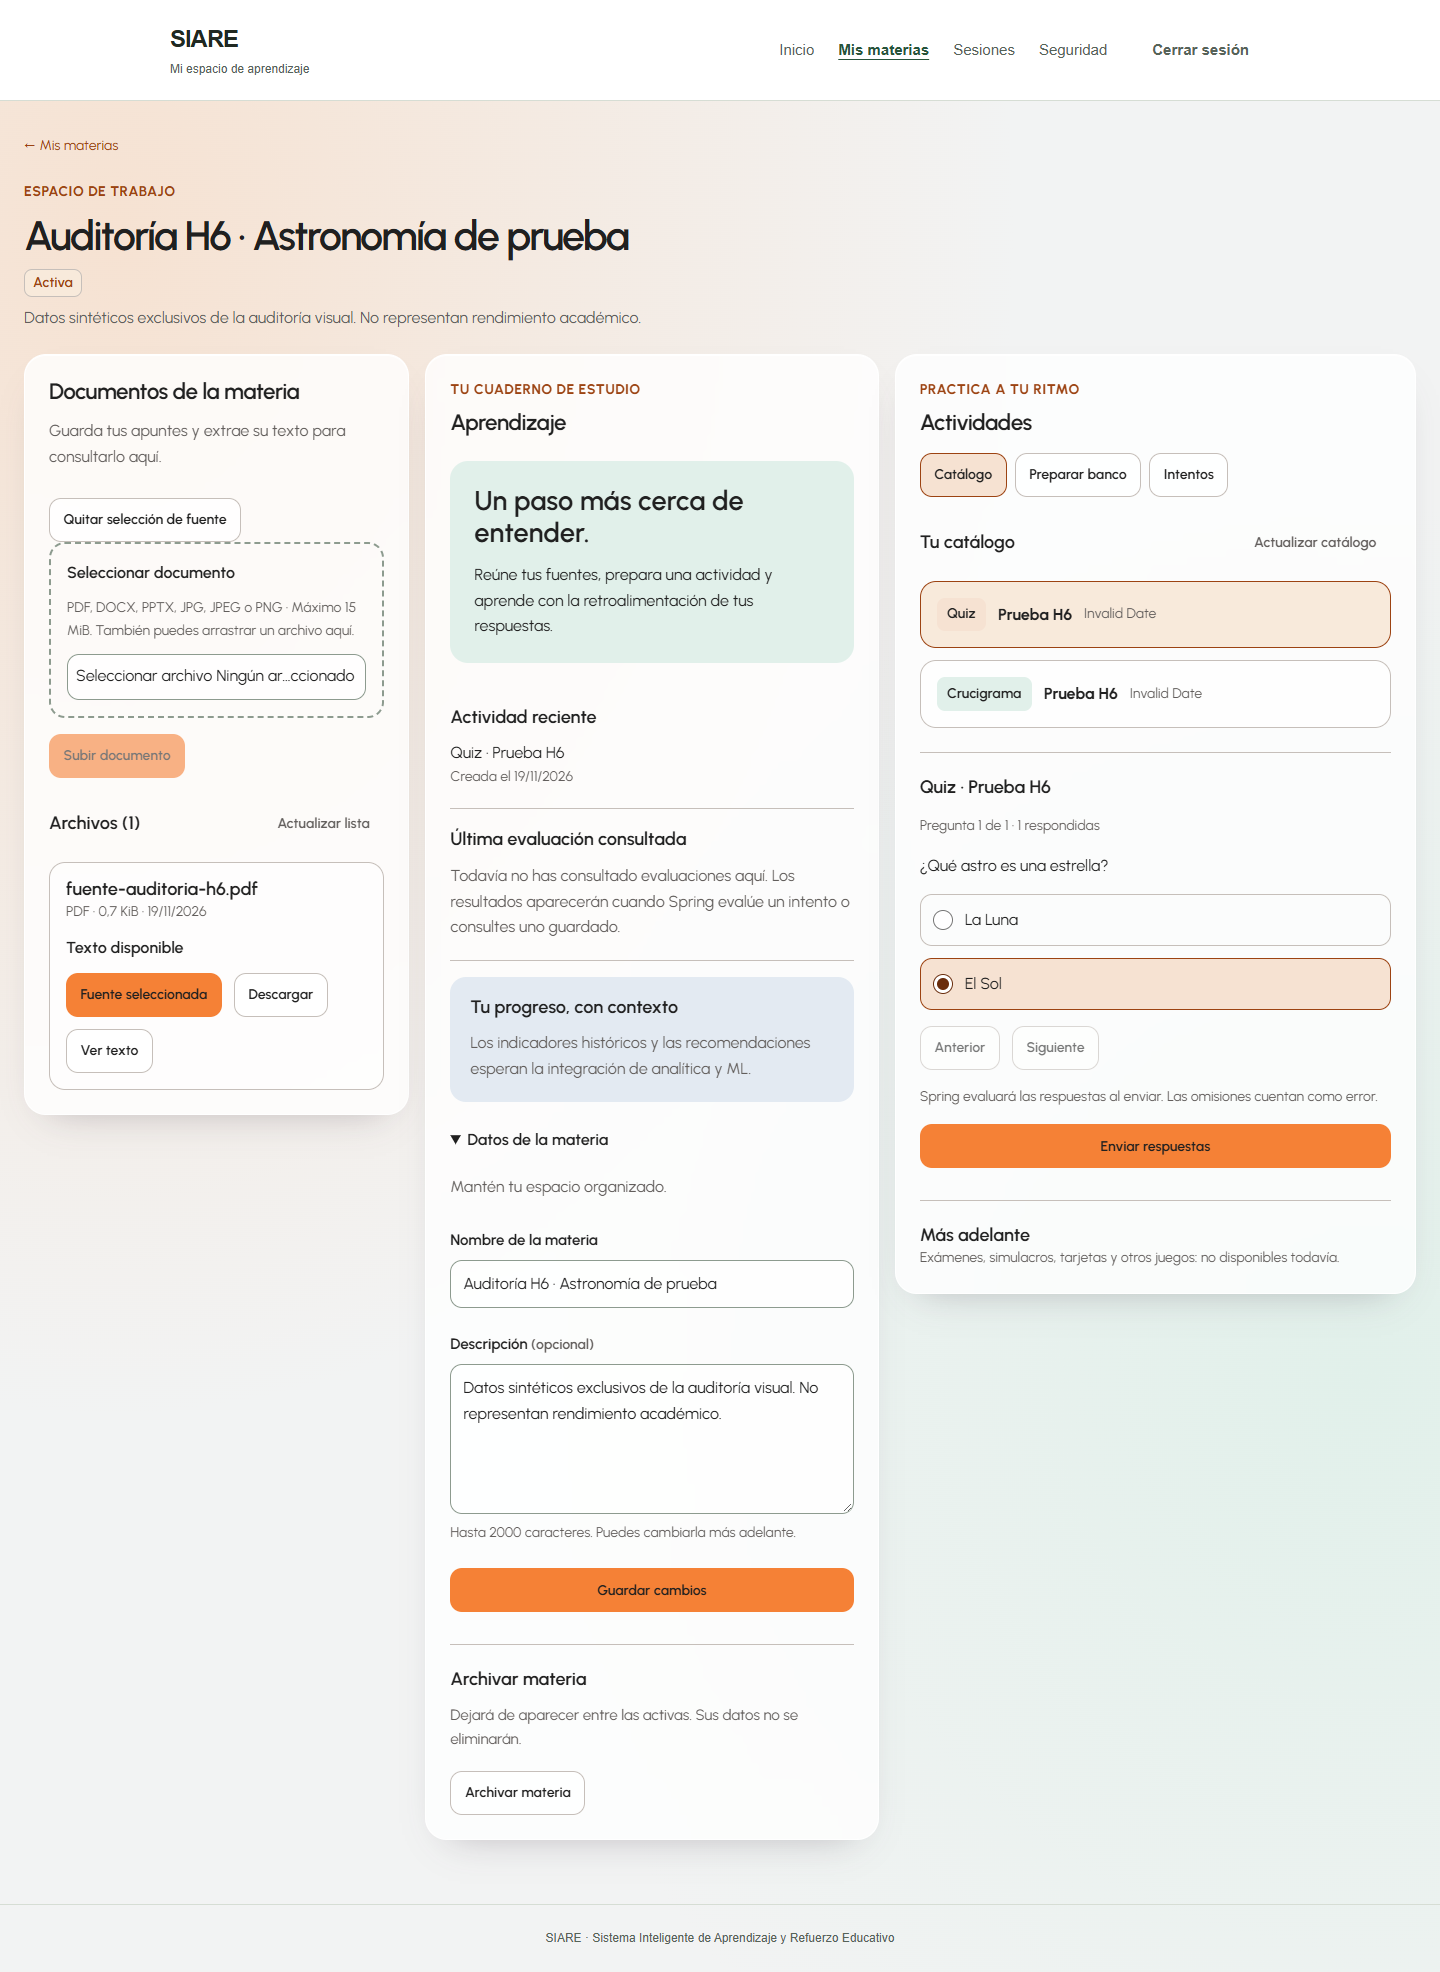 SIARE
Mi espacio de aprendizaje
Inicio
Mis materias
Sesiones
Seguridad
Cerrar sesión
← Mis materias
ESPACIO DE TRABAJO
Auditoría H6 · Astronomía de prueba
Activa
Datos sintéticos exclusivos de la auditoría visual. No representan rendimiento académico.
Documentos de la materia
Guarda tus apuntes y extrae su texto para
consultarlo aquí.
Quitar selección de fuente
Seleccionar documento
PDF, DOCX, PPTX, JPG, JPEG o PNG · Máximo 15
MiB. También puedes arrastrar un archivo aquí.
Seleccionar archivo Ningún ar...ccionado
Subir documento
Archivos (1)
Actualizar lista
fuente-auditoria-h6.pdf
PDF · 0,7 KiB · 19/11/2026
Texto disponible
Fuente seleccionada
Descargar
Ver texto
TU CUADERNO DE ESTUDIO
Aprendizaje
Un paso más cerca de
entender.
Reúne tus fuentes, prepara una actividad y
aprende con la retroalimentación de tus
respuestas.
Actividad reciente
Quiz · Prueba H6
Creada el 19/11/2026
Última evaluación consultada
Todavía no has consultado evaluaciones aquí. Los
resultados aparecerán cuando Spring evalúe un intento o
consultes uno guardado.
Tu progreso, con contexto
Los indicadores históricos y las recomendaciones
esperan la integración de analítica y ML.
▼ Datos de la materia
Mantén tu espacio organizado.
Nombre de la materia
Auditoría H6 · Astronomía de prueba
Descripción (opcional)
Datos sintéticos exclusivos de la auditoría visual. No
representan rendimiento académico.
Hasta 2000 caracteres. Puedes cambiarla más adelante.
Guardar cambios
Archivar materia
Dejará de aparecer entre las activas. Sus datos no se
eliminarán.
Archivar materia
PRACTICA A TU RITMO
Actividades
Catálogo
Preparar banco
Intentos
Tu catálogo
Actualizar catálogo
Quiz Prueba H6 Invalid Date
Crucigrama Prueba H6 Invalid Date
Quiz · Prueba H6
Pregunta 1 de 1 · 1 respondidas
¿Qué astro es una estrella?
La Luna
El Sol
Anterior
Siguiente
Spring evaluará las respuestas al enviar. Las omisiones cuentan como error.
Enviar respuestas
Más adelante
Exámenes, simulacros, tarjetas y otros juegos: no disponibles todavía.
SIARE · Sistema Inteligente de Aprendizaje y Refuerzo Educativo